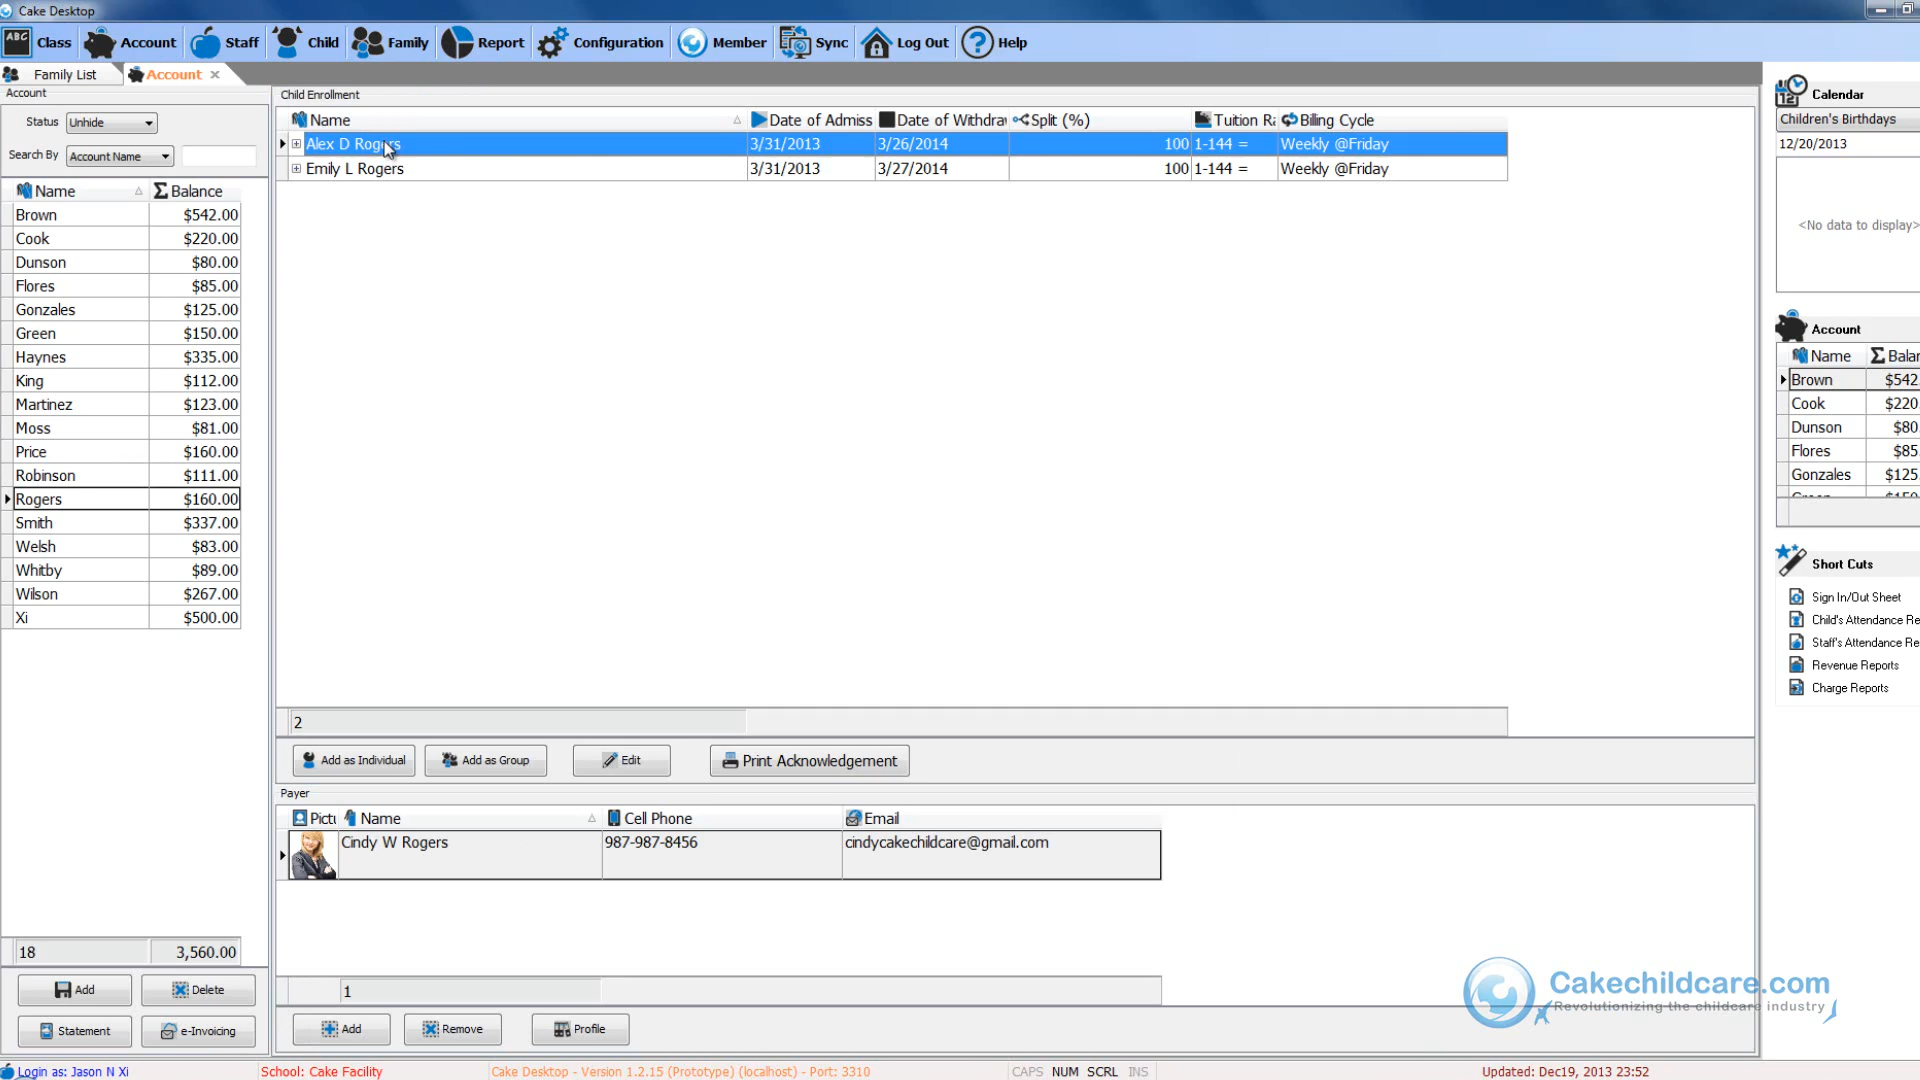 Cake Desktop
ABC Class Account Staff Child Family Report Configuration Member Sync Log Out Help
Family List Account
Account
Status Unhide
Search By Account Name
Name Balance
Brown $542.00
Cook $220.00
Dunson $80.00
Flores $85.00
Gonzales $125.00
Green $150.00
Haynes $335.00
King $112.00
Martinez $123.00
Moss $81.00
Price $160.00
Robinson $111.00
Rogers $160.00
Smith $337.00
Welsh $83.00
Whitby $89.00
Wilson $267.00
Xi $500.00
18 3,560.00
Add Delete
Statement e-Invoicing
Child Enrollment
Name Date of Admiss Date of Withdrav Split (%) Tuition Ra Billing Cycle
Alex D Rogers 3/31/2013 3/26/2014 100 1-144 = Weekly @Friday
Emily L Rogers 3/31/2013 3/27/2014 100 1-144 = Weekly @Friday
2
Add as Individual Add as Group Edit Print Acknowledgement
Payer
Pictu Name Cell Phone Email
Cindy W Rogers 987-987-8456 cindycakechildcare@gmail.com
1
Add Remove Profile
12 Calendar
Children's Birthdays
12/20/2013
<No data to display>
Account
Name Balar
Brown $542.
Cook $220.
Dunson $80.
Flores $85.
Gonzales $125.
Green $150
Short Cuts
Sign In/Out Sheet
Child's Attendance Re
Staff's Attendance Re
Revenue Reports
Charge Reports
Cakechildcare.com
Revolutionizing the childcare industry
Login as: Jason N Xi School: Cake Facility Cake Desktop - Version 1.2.15 (Prototype) (localhost) - Port: 3310 CAPS NUM SCRL INS Updated: Dec19, 2013 23:52